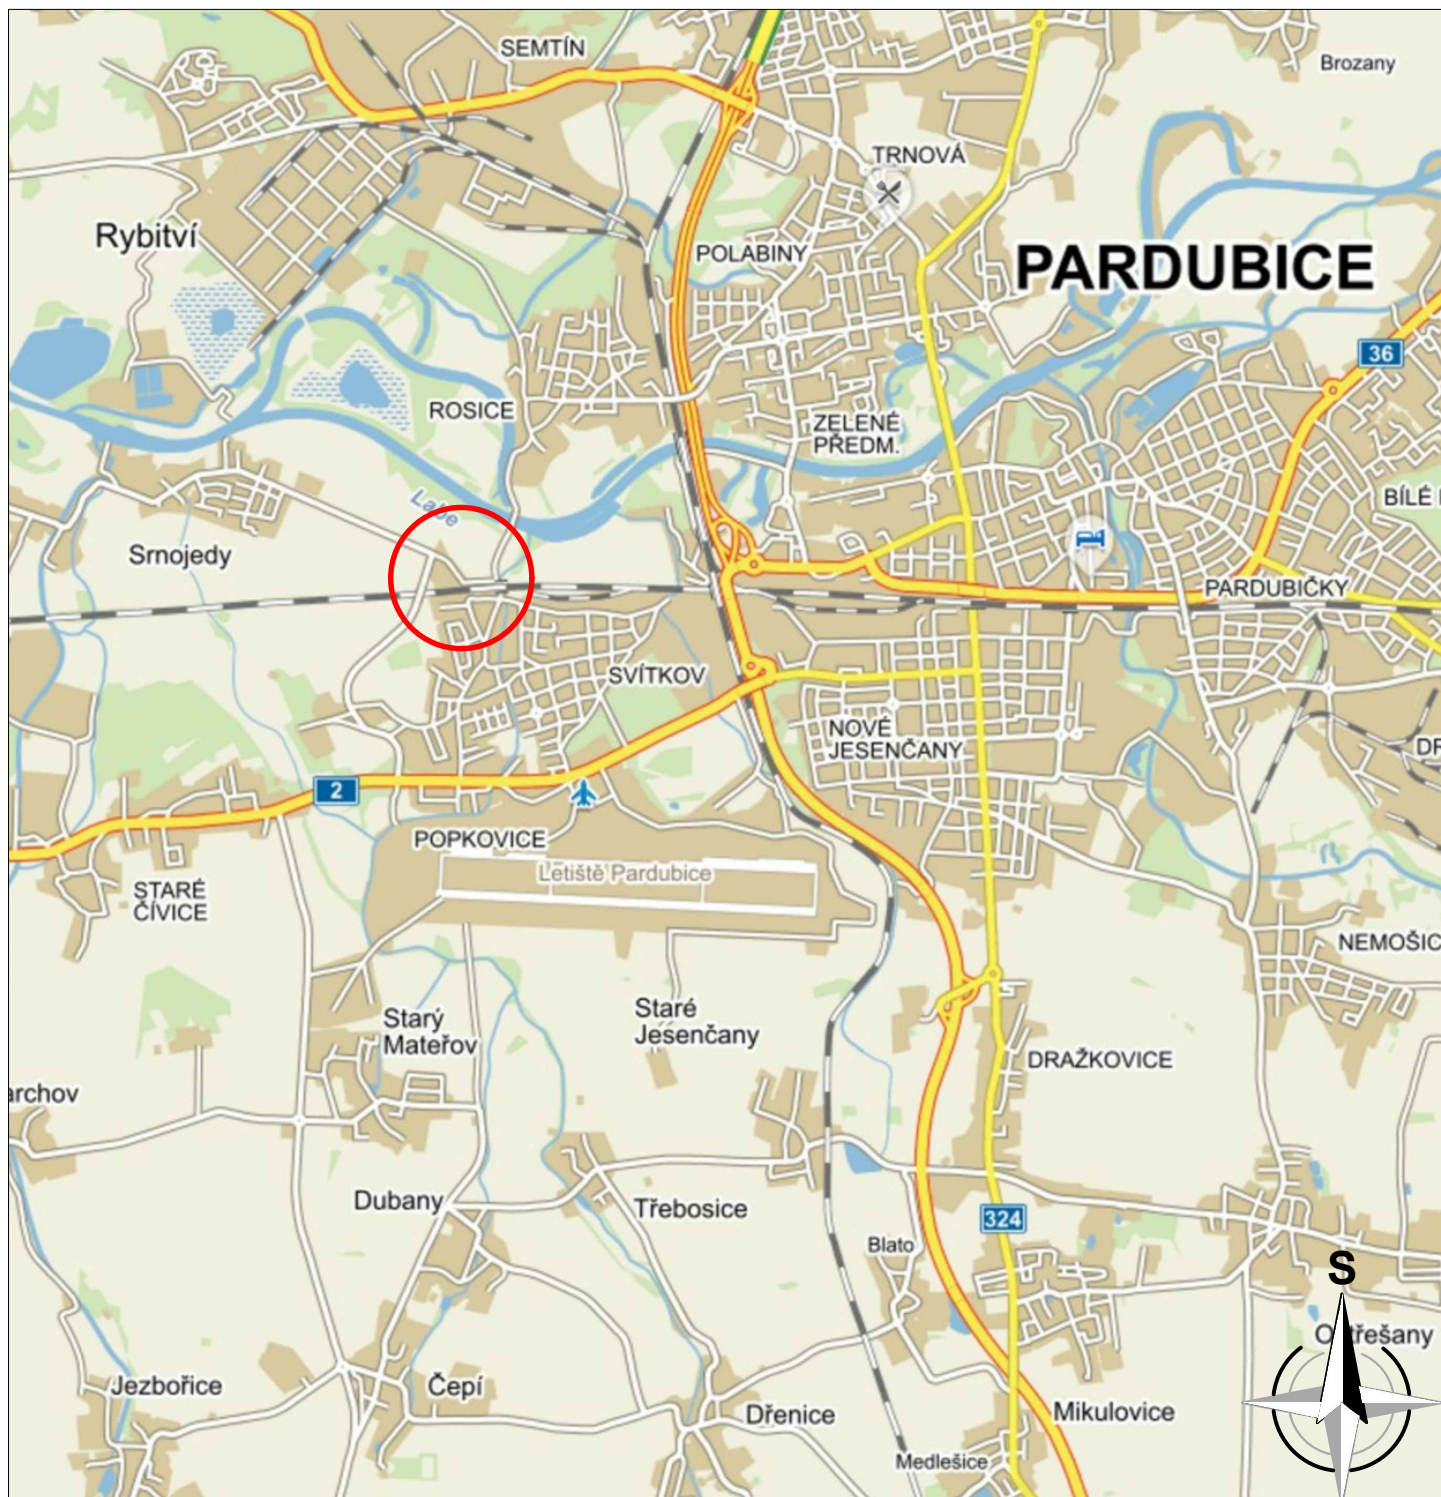 SEMTÍN
Brozany
TRNOVÁ
Rybitví
POLABINY
PARDUBICE
36
ROSICE
ZELENÉ
PŘEDM.
BÍLÉ
Labe
Srnojedy
PARDUBIČKY
SVÍTKOV
NOVÉ
JESENČANY
DR
2
POPKOVICE
Letiště Pardubice
STARÉ
ČÍVICE
NEMOŠIC
Starý
Mateřov
Staré
Jesenčany
DRAŽKOVICE
archov
Dubany
Třebosice
324
Blato
S
Jezbořice
Čepí
Dřenice
Mikulovice
Medlešice